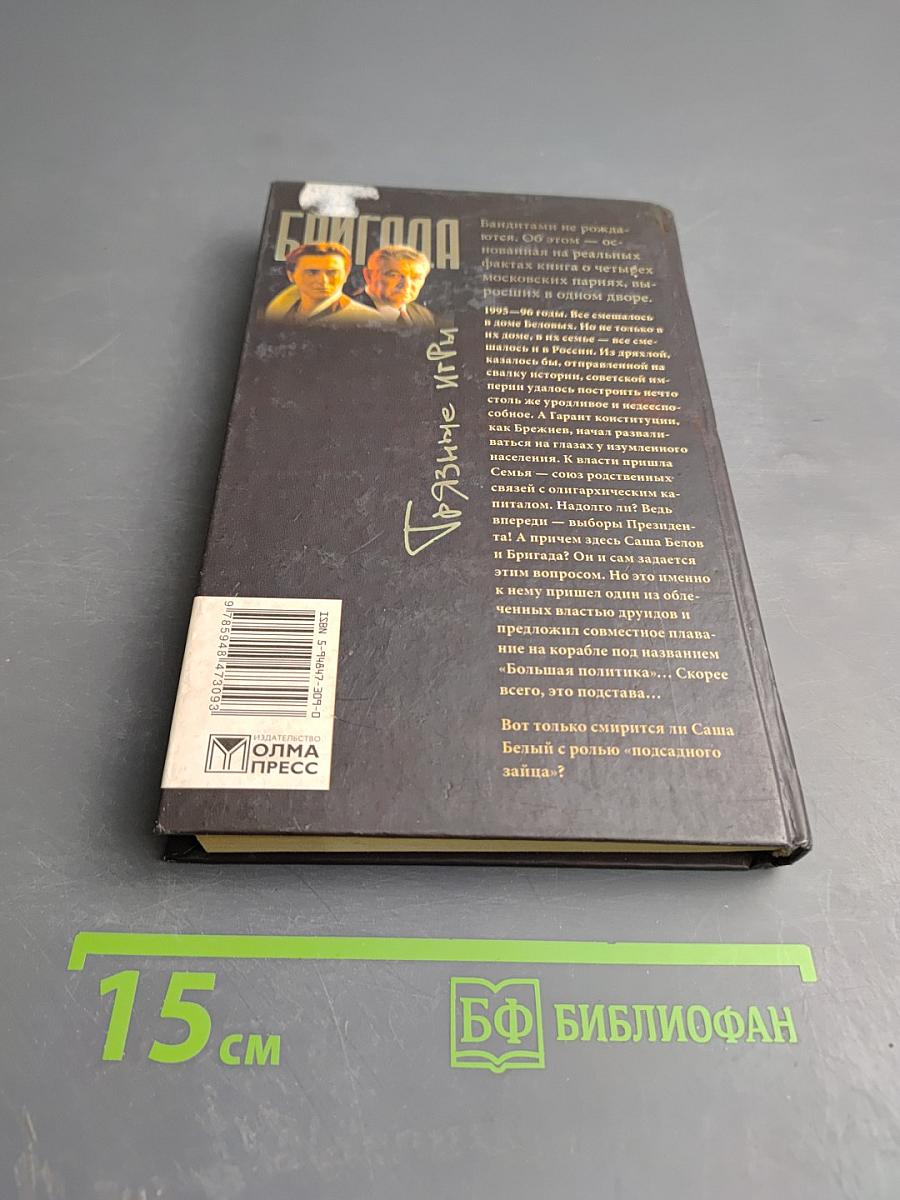 БРИГАДА
Грязные игры
Бандитами не рожда-
ются. Об этом — ос-
нованная на реальных
фактах книга о четырех
московских парнях, вы-
росших в одном дворе.
1995—96 годы. Все смешалось
в доме Беловых. Но не только в
их доме, в их семье — все сме-
шалось и в России. Из дряхлой,
казалось бы, отправленной на
свалку истории, советской им-
перии удалось построить нечто
столь же уродливое и недееспо-
собное. А Гарант конституции,
как Брежнев, начал развали-
ваться на глазах у изумленного
населения. К власти пришла
Семья — союз родственных
связей с олигархическим ка-
питалом. Надолго ли? Ведь
впереди — выборы Президен-
та! А причем здесь Саша Белов
и Бригада? Он и сам задается
этим вопросом. Но это именно
к нему пришел один из обле-
ченных властью друидов и
предложил совместное плава-
ние на корабле под названием
«Большая политика»… Скорее
всего, это подстава…
Вот только смирится ли Саша
Белый с ролью «подсадного
зайца»?
ISBN 5-94847-309-0
9 785948 473093
ИЗДАТЕЛЬСТВО
ОЛМА
ПРЕСС
15 см
БФ БИБЛИОФАН